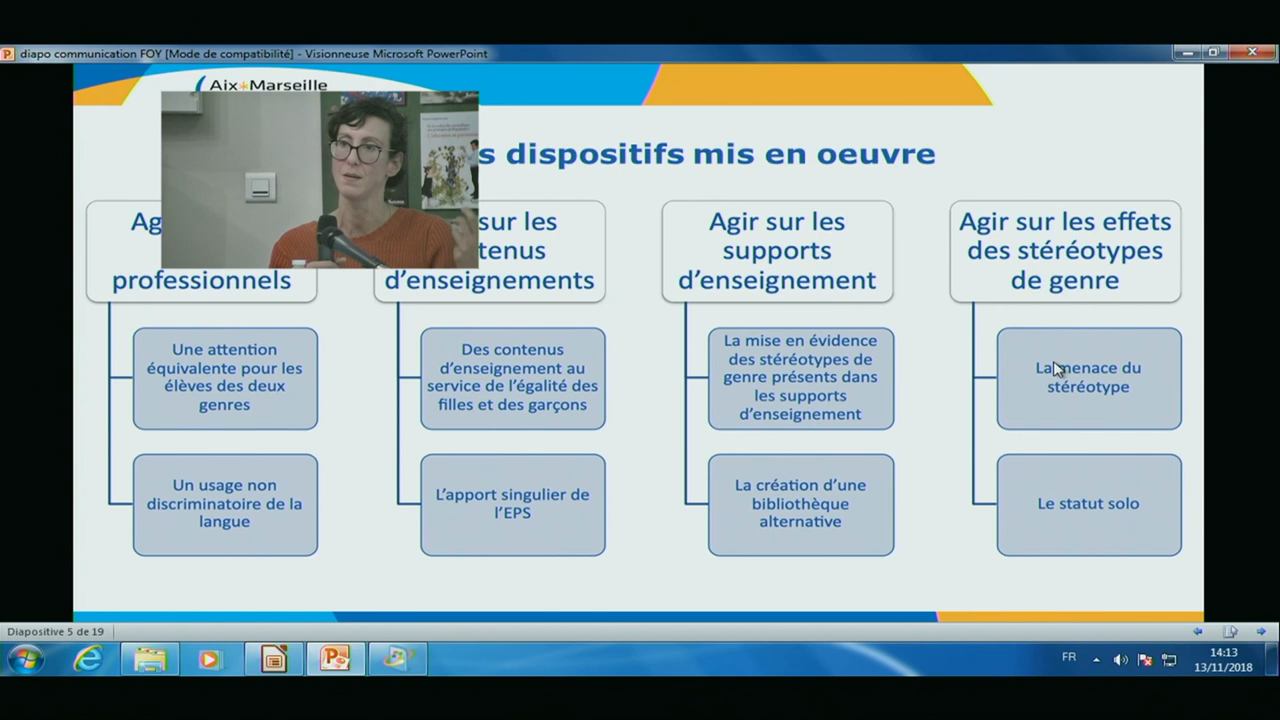 diapo communication FOY [Mode de compatibilité] - Visionneuse Microsoft PowerPoint
Aix✶Marseille
s dispositifs mis en oeuvre
professionnels
Une attention
équivalente pour les
élèves des deux
genres
Un usage non
discriminatoire de la
langue
sur les
tenus
d'enseignements
Des contenus
d'enseignement au
service de l'égalité des
filles et des garçons
L'apport singulier de
l'EPS
Agir sur les
supports
d'enseignement
La mise en évidence
des stéréotypes de
genre présents dans
les supports
d'enseignement
La création d'une
bibliothèque
alternative
Agir sur les effets
des stéréotypes
de genre
La menace du
stéréotype
Le statut solo
Diapositive 5 de 19
FR
14:13
13/11/2018